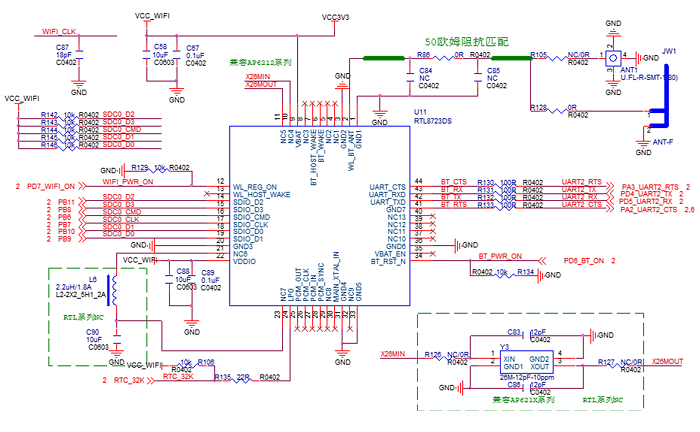 VCC_WIFI
VCC3V3
WIFI_CLK
C87
18pF
C0402
GND
C58
10uF
C0603
C67
0.1uF
C0402
GND
兼容AP6212系列
X26MIN
X26MOUT
GND
50欧姆阻抗匹配
R86 0R
R0402
R105 NC/0R
R0402
C84
NC
C0402
C85
NC
C0402
GND
GND
GND
ANT1
U.FL-R-SMT-1(80)
GND
JW1
R128 0R
R0402
ANT-F
VCC_WIFI
R142 10k R0402 SDC0_D2
R143 10k R0402 SDC0_D3
R144 10k R0402 SDC0_CMD
R145 10k R0402 SDC0_D1
R146 10k R0402 SDC0_D0
U11
RTL8723DS
11 10 9 8 7 6 5 4 3 2 1
NC5
NC4
VBAT
NC3
BT_HOST_WAKE
BT_WAKE
NC2
NC1
GND2
WL_BT_ANT
GND1
GND
R129 10k R0402
2 PD7_WIFI_ON WIFI_PWR_ON
2 PB11 SDC0_D2
2 PB8 SDC0_D3
2 PB6 SDC0_CMD
2 PB7 SDC0_CLK
2 PB10 SDC0_D0
2 PB9 SDC0_D1
GND
VCC_WIFI
12 WL_REG_ON
13 WL_HOST_WAKE
14 SDIO_D2
15 SDIO_D3
16 SDIO_CMD
17 SDIO_CLK
18 SDIO_D0
19 SDIO_D1
20 GND3
21 NC6
22 VDDIO
UART_CTS 44 BT_CTS R130 100R R0402 UART2_RTS PA3_UART2_RTS 2
UART_RX 43 BT_RX R131 100R R0402 UART2_TX PD4_UART2_TX 2
UART_TX 42 BT_TX R132 100R R0402 UART2_RX PD5_UART2_RX 2
UART_RTS 41 BT_RTS R133 100R R0402 UART2_CTS PA2_UART2_CTS 2,6
GND7 40
NC13 39
NC12 38
NC11 37
NC10 36
GND6 35
VBAT_EN
BT_RST_N 34
GND
BT_PWR_ON PD6_BT_ON 2
R0402 10k R134
GND
NC7
LPO
PCM_OUT
PCM_CLK
PCM_IN
PCM_SYNC
NC8
MAIN_XTAL_IN
GND4
NC9
GND5
23 24 25 26 27 28 29 30 31 32 33
GND
L6
2.2uH/1.8A
L2-2X2_5H1_2A
RTL系列NC
C90
10uF
C0603
GND
C88
10uF
C0603
C89
0.1uF
C0402
GND
VCC_WIFI 10k R106
R0402
2 RTC_32K RTC_32K R135 22R R0402
X26MIN R126 NC/0R
R0402
C83 12pF
C0402
GND
Y3
1 XIN GND2 4
2 GND1 XOUT 3
26M-12pF-10ppm
C86 12pF
C0402
GND
R127 NC/0R X26MOUT
R0402
兼容AP621X系列
RTL系列NC